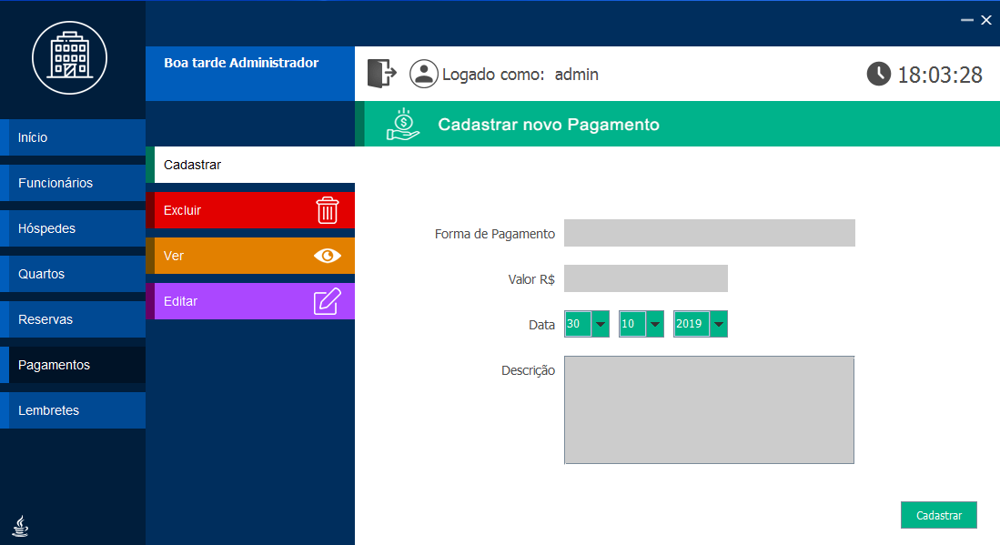 Boa tarde Administrador
Logado como: admin
18:03:28
Cadastrar novo Pagamento
Início
Funcionários
Hóspedes
Quartos
Reservas
Pagamentos
Lembretes
Cadastrar
Excluir
Ver
Editar
Forma de Pagamento
Valor R$
Data 30 10 2019
Descrição
Cadastrar